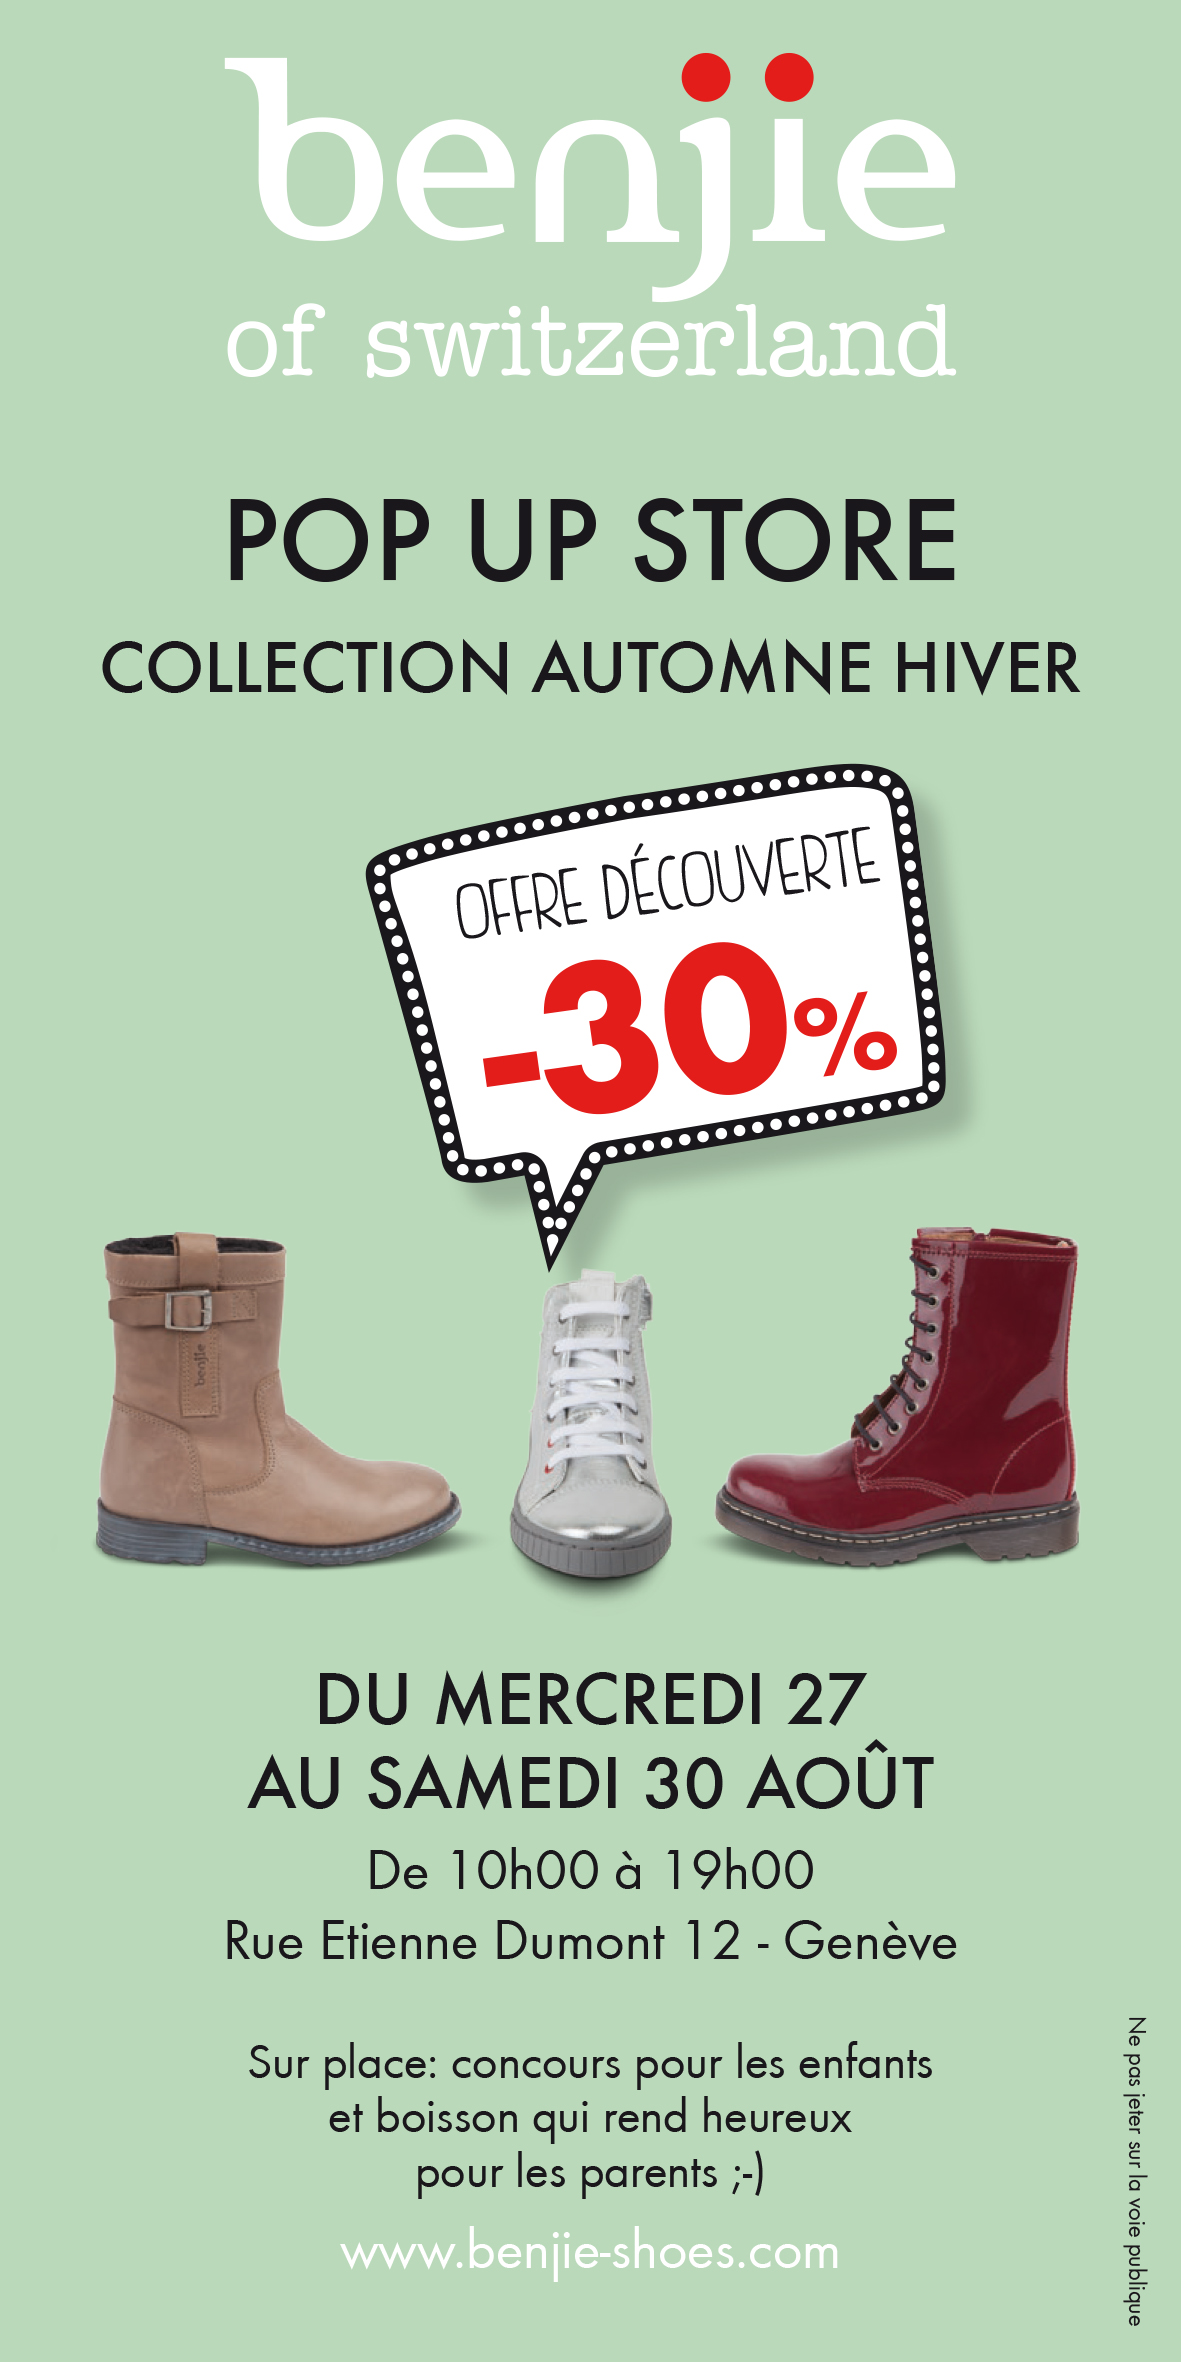 benjie
of switzerland
POP UP STORE
COLLECTION AUTOMNE HIVER
OFFRE DÉCOUVERTE
-30%
benjie
DU MERCREDI 27
AU SAMEDI 30 AOÛT
De 10h00 à 19h00
Rue Etienne Dumont 12 - Genève
Sur place: concours pour les enfants
et boisson qui rend heureux
pour les parents ;-)
www.benjie-shoes.com
Ne pas jeter sur la voie publique